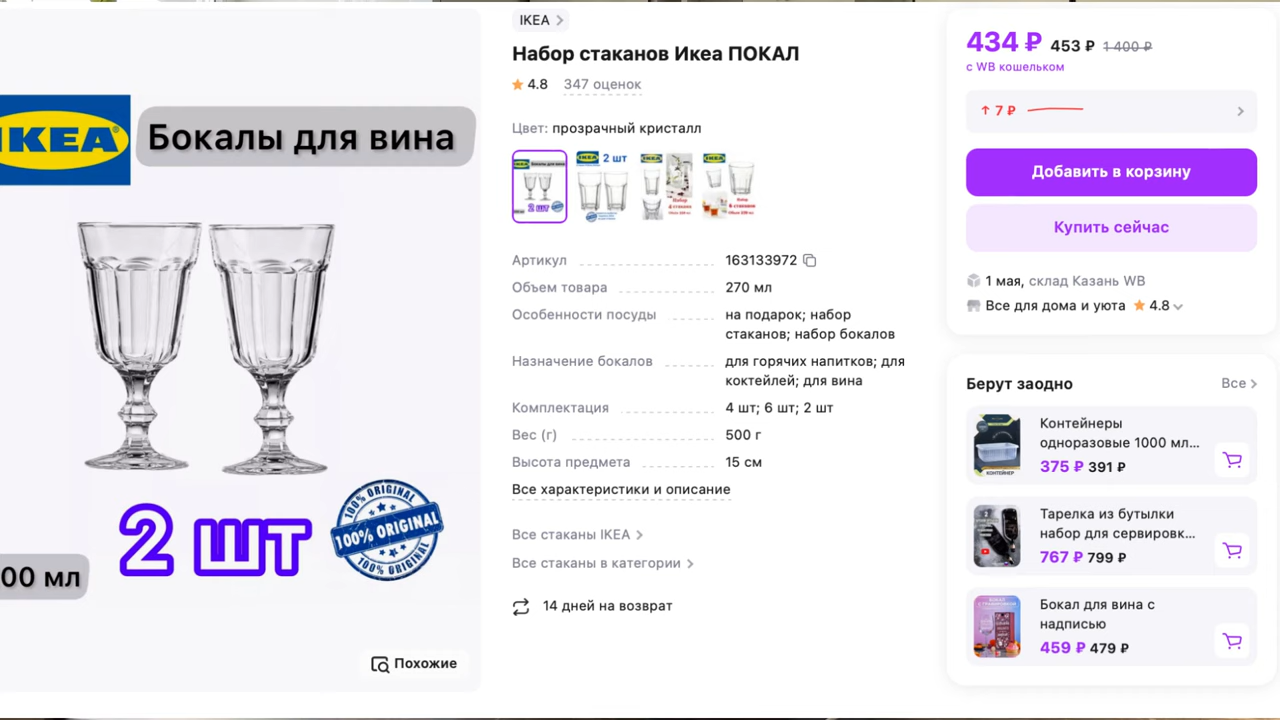 IKEA
Бокалы для вина
2 шт
100% ORIGINAL
100% ORIGINAL
100% ORIGINAL
00 мл
Похожие
IKEA
Набор стаканов Икеа ПОКАЛ
4.8 347 оценок
Цвет: прозрачный кристалл
2 шт
Артикул 163133972
Объем товара 270 мл
Особенности посуды на подарок; набор
стаканов; набор бокалов
Назначение бокалов для горячих напитков; для
коктейлей; для вина
Комплектация 4 шт; 6 шт; 2 шт
Вес (г) 500 г
Высота предмета 15 см
Все характеристики и описание
Все стаканы IKEA
Все стаканы в категории
14 дней на возврат
434 ₽ 453 ₽ 1 400 ₽
с WB кошельком
↑ 7 ₽
Добавить в корзину
Купить сейчас
1 мая, склад Казань WB
Все для дома и уюта 4.8
Берут заодно Все
Контейнеры
одноразовые 1000 мл...
375 ₽ 391 ₽
Тарелка из бутылки
набор для сервировк...
767 ₽ 799 ₽
Бокал для вина с
надписью
459 ₽ 479 ₽